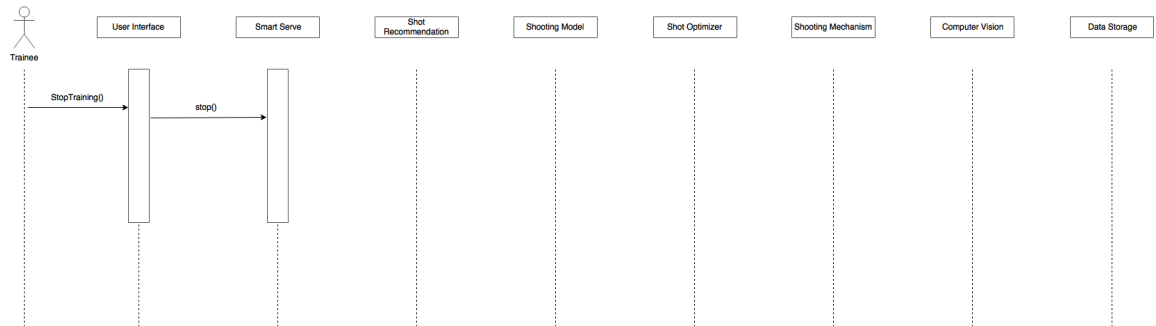 Trainee
User Interface
Smart Serve
Shot
Recommendation
Shooting Model
Shot Optimizer
Shooting Mechanism
Computer Vision
Data Storage
StopTraining()
stop()